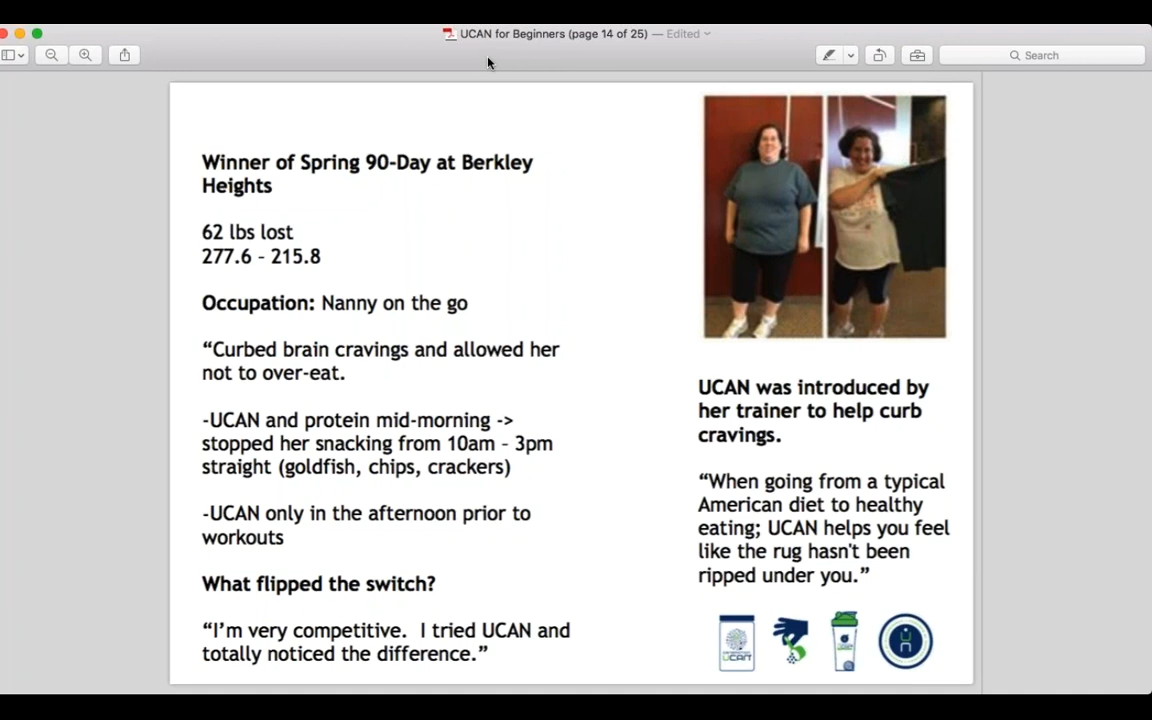 UCAN for Beginners (page 14 of 25) — Edited
Search
Winner of Spring 90-Day at Berkley
Heights
62 lbs lost
277.6 – 215.8
Occupation: Nanny on the go
“Curbed brain cravings and allowed her
not to over-eat.
-UCAN and protein mid-morning ->
stopped her snacking from 10am – 3pm
straight (goldfish, chips, crackers)
-UCAN only in the afternoon prior to
workouts
What flipped the switch?
“I’m very competitive.  I tried UCAN and
totally noticed the difference.”
UCAN was introduced by
her trainer to help curb
cravings.
“When going from a typical
American diet to healthy
eating; UCAN helps you feel
like the rug hasn't been
ripped under you.”
UCAN